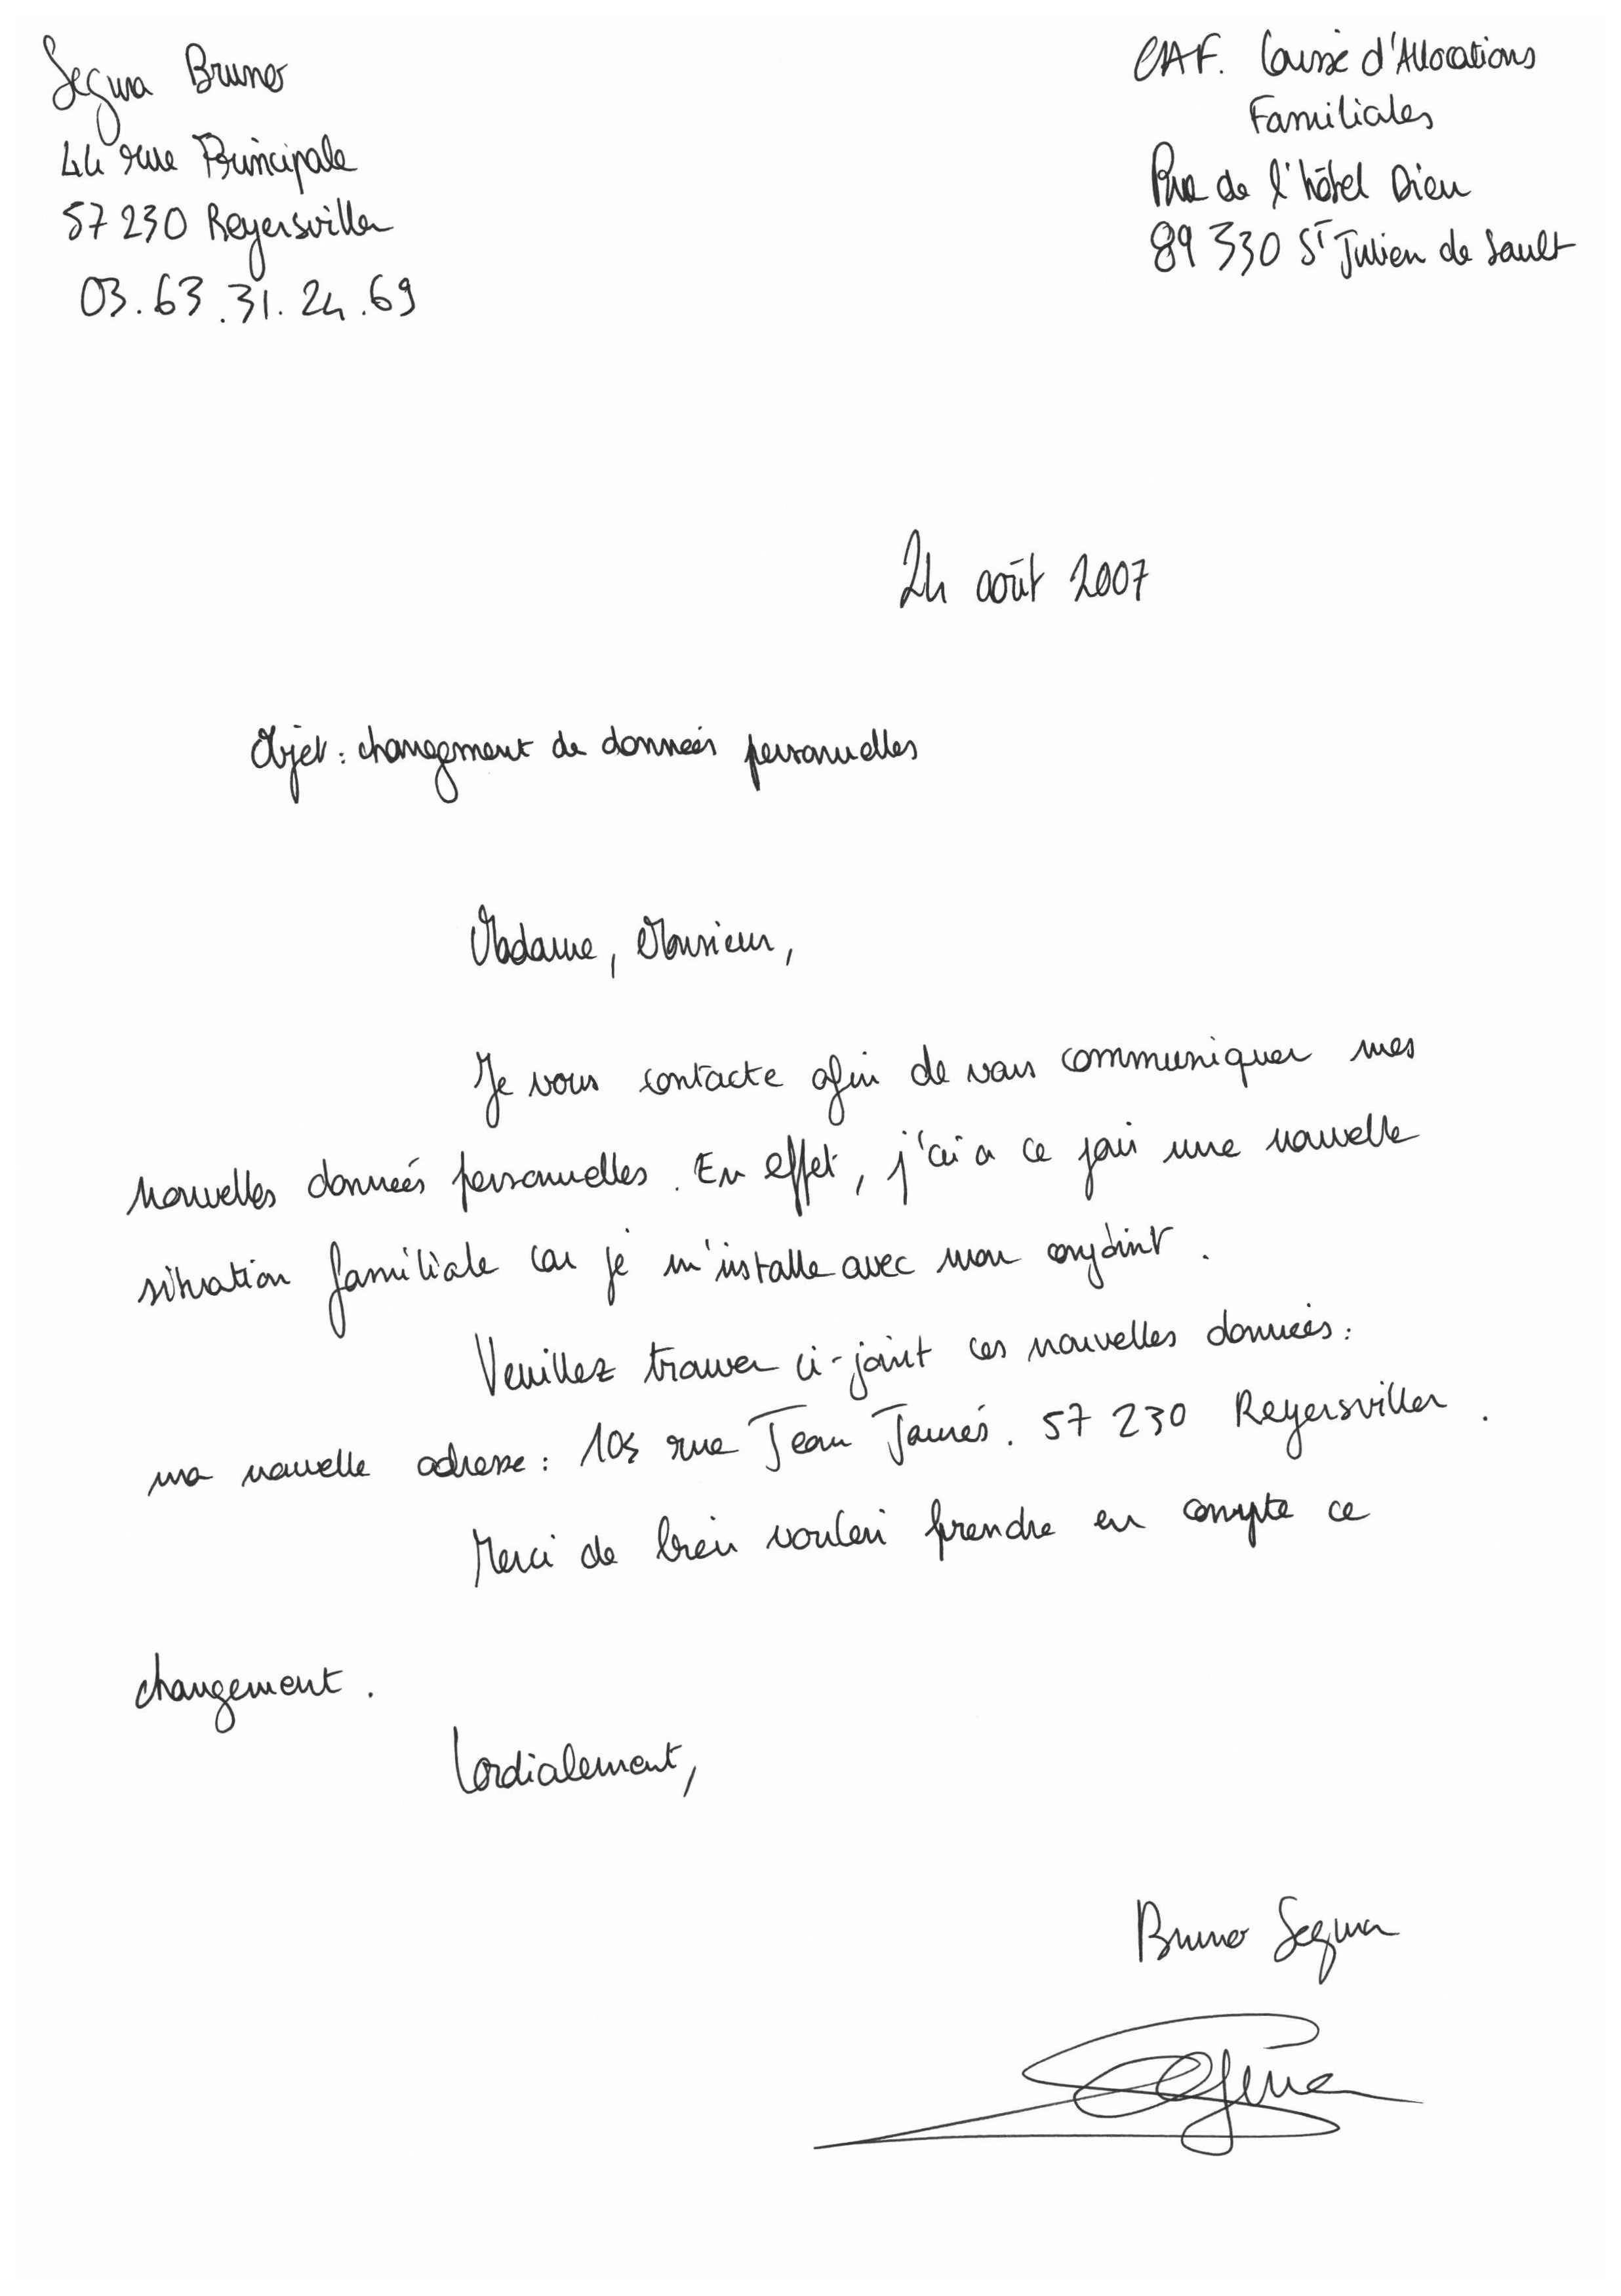 Segura Bruno
44 rue Principale
57 230 Reyersviller
03.63.31.24.69
CAF. Caisse d'Allocations
Familiales
Rue de l'hôtel Dieu
89 330 St Julien de Sault
24 août 2007
Objet : changement de données personnelles
Madame, Monsieur,
Je vous contacte afin de vous communiquer mes
nouvelles données personnelles. En effet, j'ai a ce jour une nouvelle
situation familiale car je m'installe avec mon conjoint.
Veuillez trouver ci-joint ces nouvelles données :
ma nouvelle adresse : 105 rue Jean Jaurés. 57 230 Reyersviller.
Merci de bien vouloir prendre en compte ce
changement.
Cordialement,
Bruno Segura
Segura